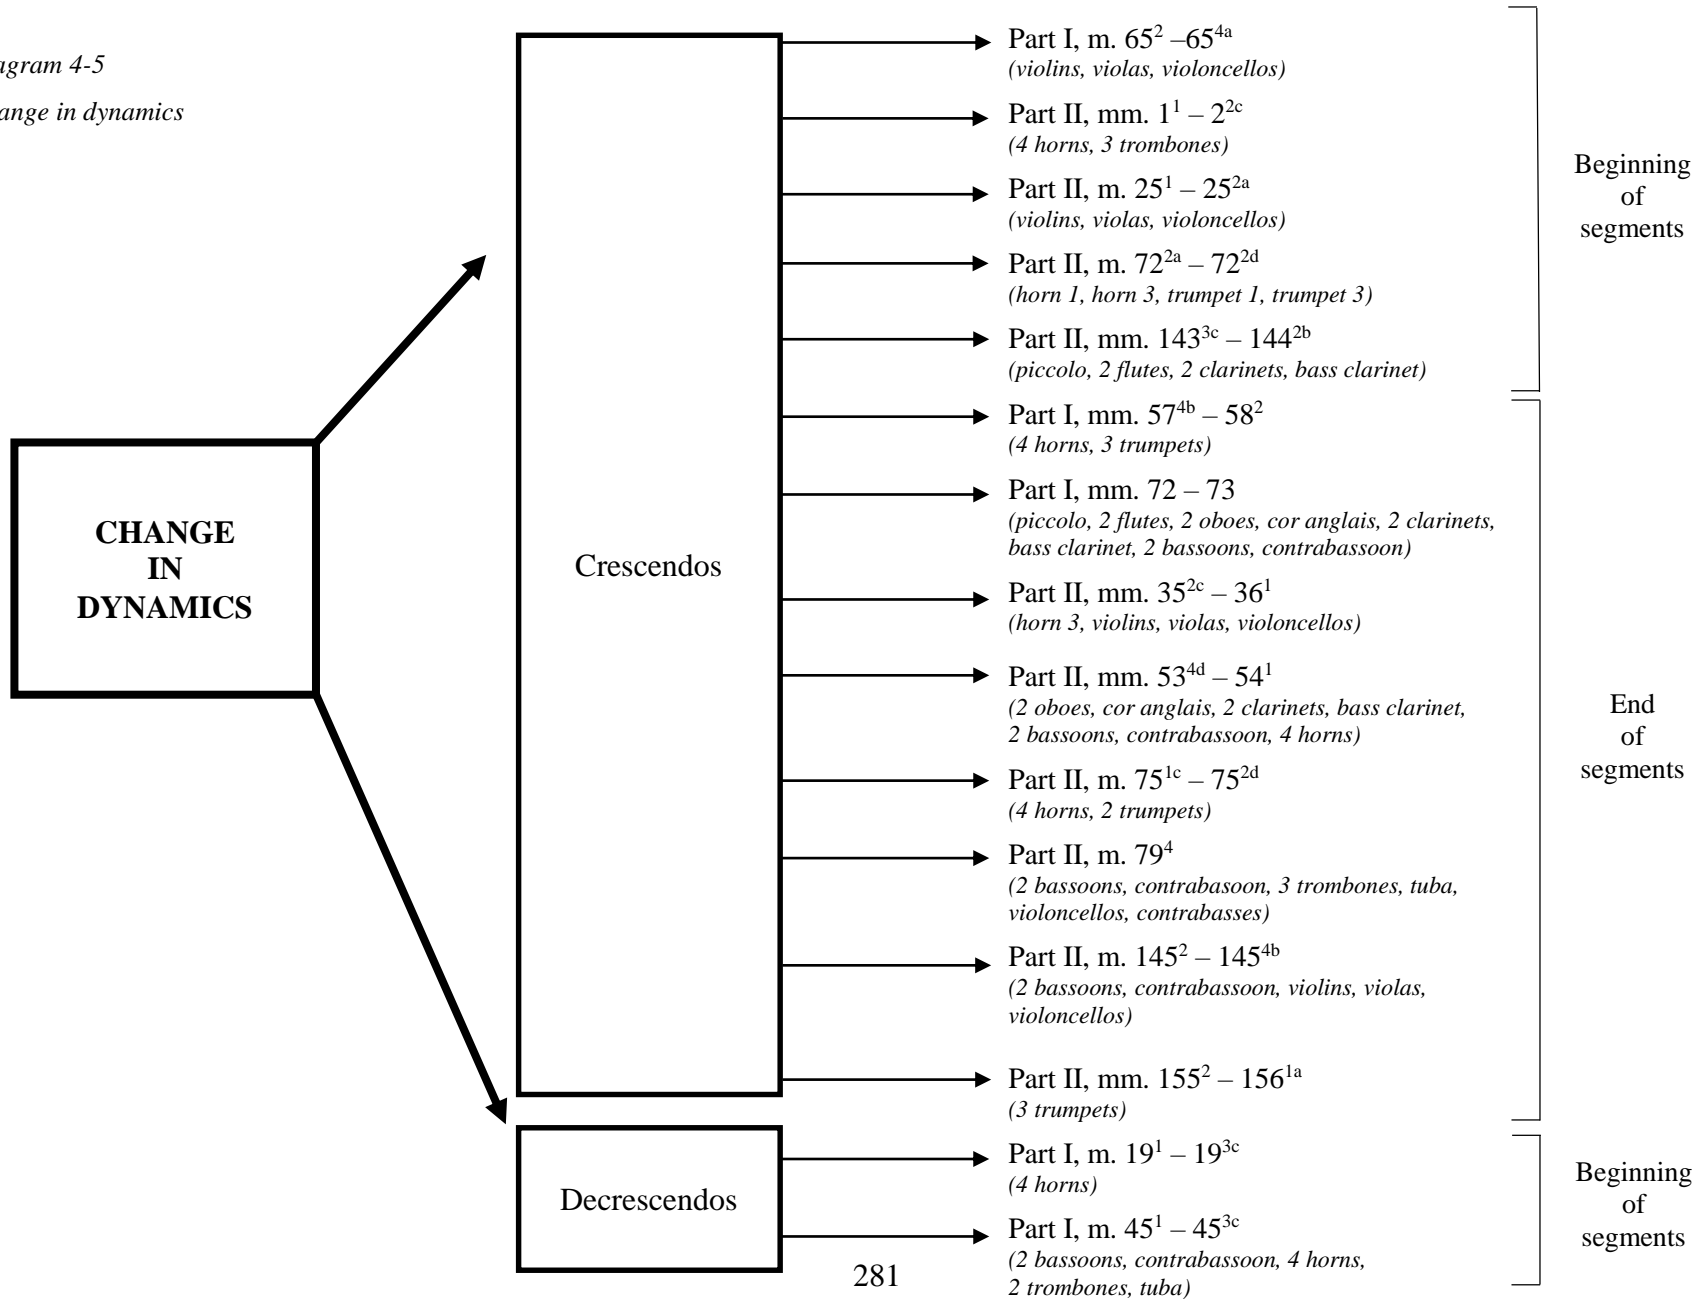 agram 4-5
ange in dynamics
CHANGE
IN
DYNAMICS
Crescendos
Part I, m. 65² –65⁴ᵃ
(violins, violas, violoncellos)
Part II, mm. 1¹ – 2²ᶜ
(4 horns, 3 trombones)
Part II, m. 25¹ – 25²ᵃ
(violins, violas, violoncellos)
Part II, m. 72²ᵃ – 72²ᵈ
(horn 1, horn 3, trumpet 1, trumpet 3)
Part II, mm. 143³ᶜ – 144²ᵇ
(piccolo, 2 flutes, 2 clarinets, bass clarinet)
Beginning
of
segments
Part I, mm. 57⁴ᵇ – 58²
(4 horns, 3 trumpets)
Part I, mm. 72 – 73
(piccolo, 2 flutes, 2 oboes, cor anglais, 2 clarinets,
bass clarinet, 2 bassoons, contrabassoon)
Part II, mm. 35²ᶜ – 36¹
(horn 3, violins, violas, violoncellos)
Part II, mm. 53⁴ᵈ – 54¹
(2 oboes, cor anglais, 2 clarinets, bass clarinet,
2 bassoons, contrabassoon, 4 horns)
Part II, m. 75¹ᶜ – 75²ᵈ
(4 horns, 2 trumpets)
Part II, m. 79⁴
(2 bassoons, contrabasoon, 3 trombones, tuba,
violoncellos, contrabasses)
Part II, m. 145² – 145⁴ᵇ
(2 bassoons, contrabassoon, violins, violas,
violoncellos)
Part II, mm. 155² – 156¹ᵃ
(3 trumpets)
End
of
segments
Decrescendos
Part I, m. 19¹ – 19³ᶜ
(4 horns)
Part I, m. 45¹ – 45³ᶜ
(2 bassoons, contrabassoon, 4 horns,
2 trombones, tuba)
Beginning
of
segments
281